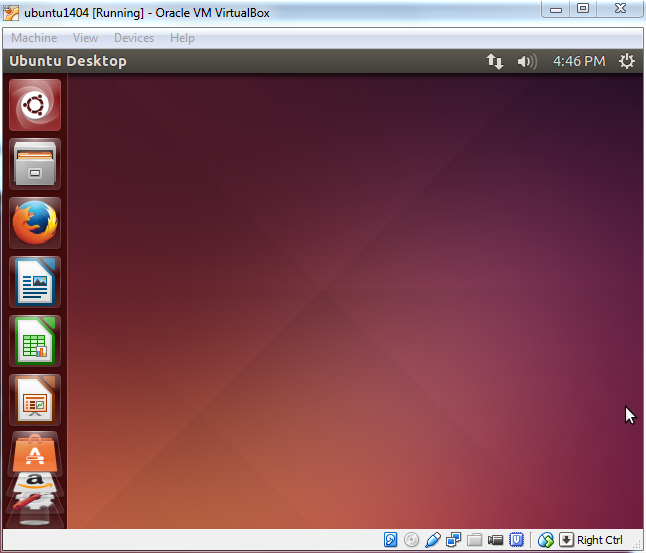 ubuntu1404 [Running] - Oracle VM VirtualBox
Machine View Devices Help
Ubuntu Desktop 4:46 PM
Right Ctrl